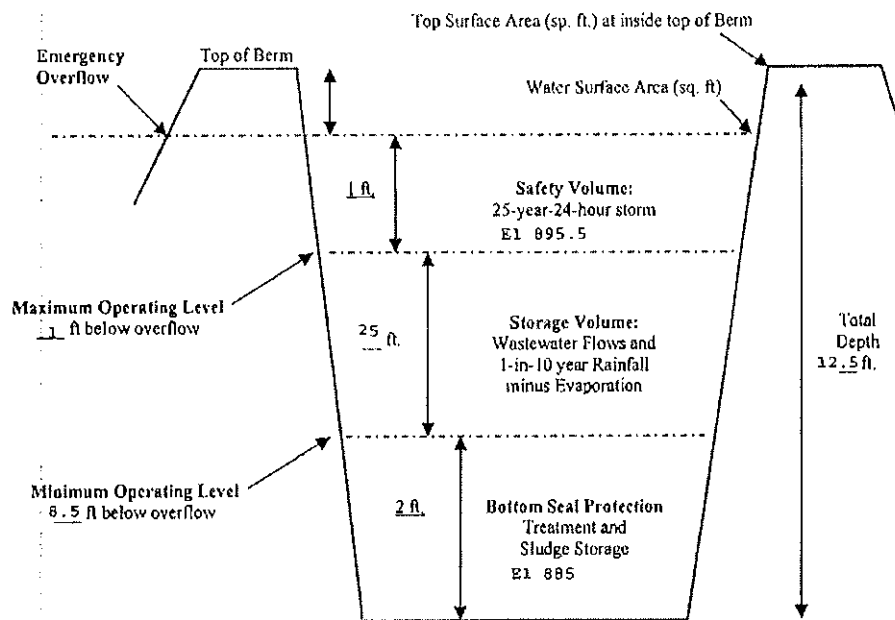 Top Surface Area (sp. ft.) at inside top of Berm
Emergency
Overflow
Top of Berm
Water Surface Area (sq. ft)
1 ft.
Safety Volume:
25-year-24-hour storm
El 895.5
Maximum Operating Level
1 ft below overflow
25 ft.
Storage Volume:
Wastewater Flows and
1-in-10 year Rainfall
minus Evaporation
Total
Depth
12.5 ft.
Minimum Operating Level
8.5 ft below overflow
2 ft.
Bottom Seal Protection
Treatment and
Sludge Storage
El 885